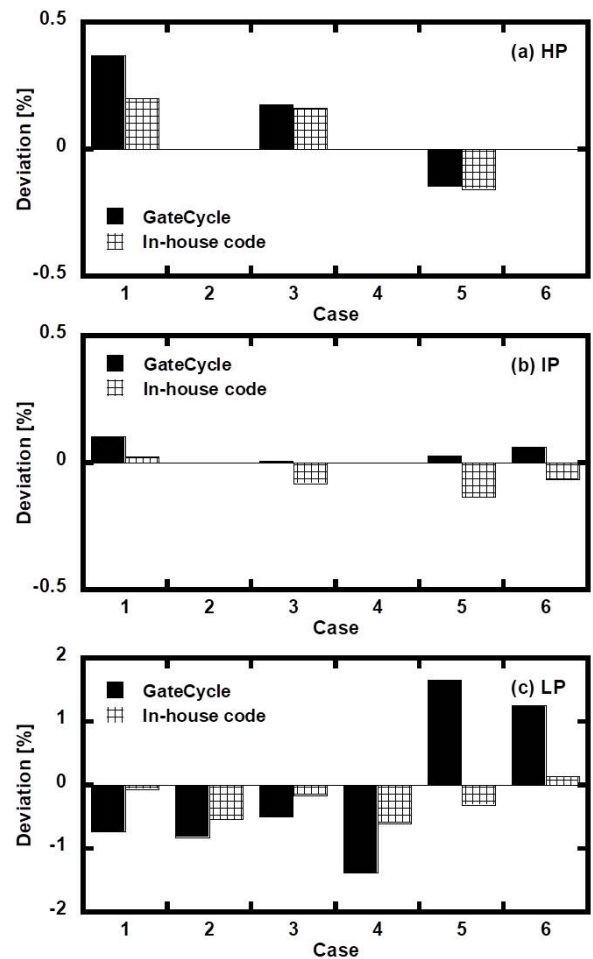 0.5
(a) HP
Deviation [%]
0
GateCycle
In-house code
-0.5
1 2 3 4 5 6
Case
0.5
GateCycle
(b) IP
In-house code
Deviation [%]
0
-0.5
1 2 3 4 5 6
Case
2
GateCycle
(c) LP
In-house code
1
Deviation [%]
0
-1
-2
1 2 3 4 5 6
Case